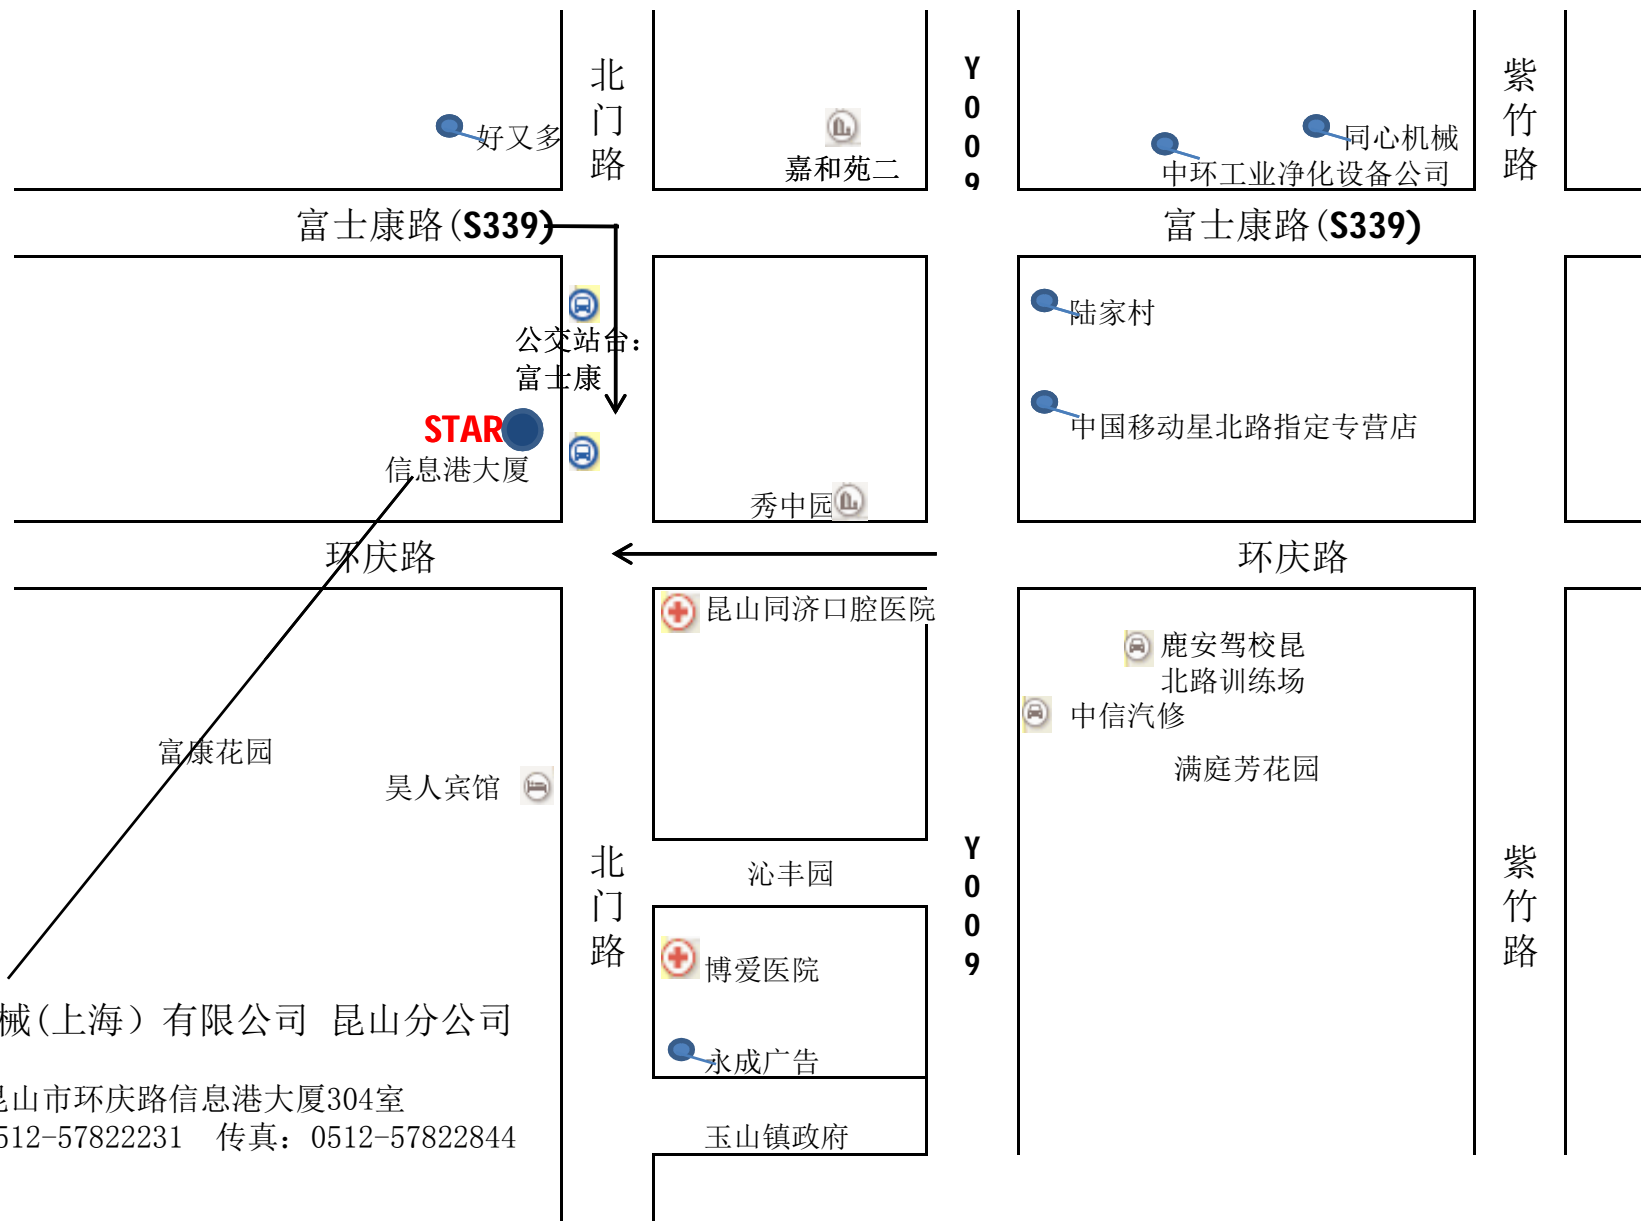 北门路
Y009
紫竹路
好又多
嘉和苑二
同心机械
中环工业净化设备公司
富士康路(S339)
富士康路(S339)
公交站台：
富士康
陆家村
STAR
信息港大厦
中国移动星北路指定专营店
秀中园
环庆路
环庆路
昆山同济口腔医院
鹿安驾校昆
北路训练场
中信汽修
富康花园
昊人宾馆
满庭芳花园
北门路
沁丰园
Y009
紫竹路
博爱医院
械(上海）有限公司 昆山分公司
永成广告
昆山市环庆路信息港大厦304室
512-57822231 传真：0512-57822844
玉山镇政府